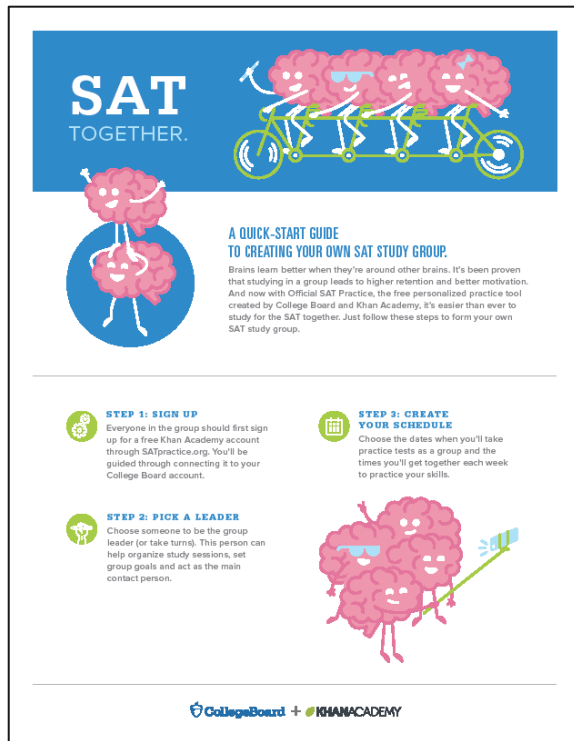 SAT
TOGETHER.
A QUICK-START GUIDE
TO CREATING YOUR OWN SAT STUDY GROUP.
Brains learn better when they're around other brains. It's been proven
that studying in a group leads to higher retention and better motivation.
And now with Official SAT Practice, the free personalized practice tool
created by College Board and Khan Academy, it's easier than ever to
study for the SAT together. Just follow these steps to form your own
SAT study group.
STEP 1: SIGN UP
Everyone in the group should first sign
up for a free Khan Academy account
through SATpractice.org. You'll be
guided through connecting it to your
College Board account.
STEP 2: PICK A LEADER
Choose someone to be the group
leader (or take turns). This person can
help organize study sessions, set
group goals and act as the main
contact person.
STEP 3: CREATE
YOUR SCHEDULE
Choose the dates when you'll take
practice tests as a group and the
times you'll get together each week
to practice your skills.
CollegeBoard + KHANACADEMY